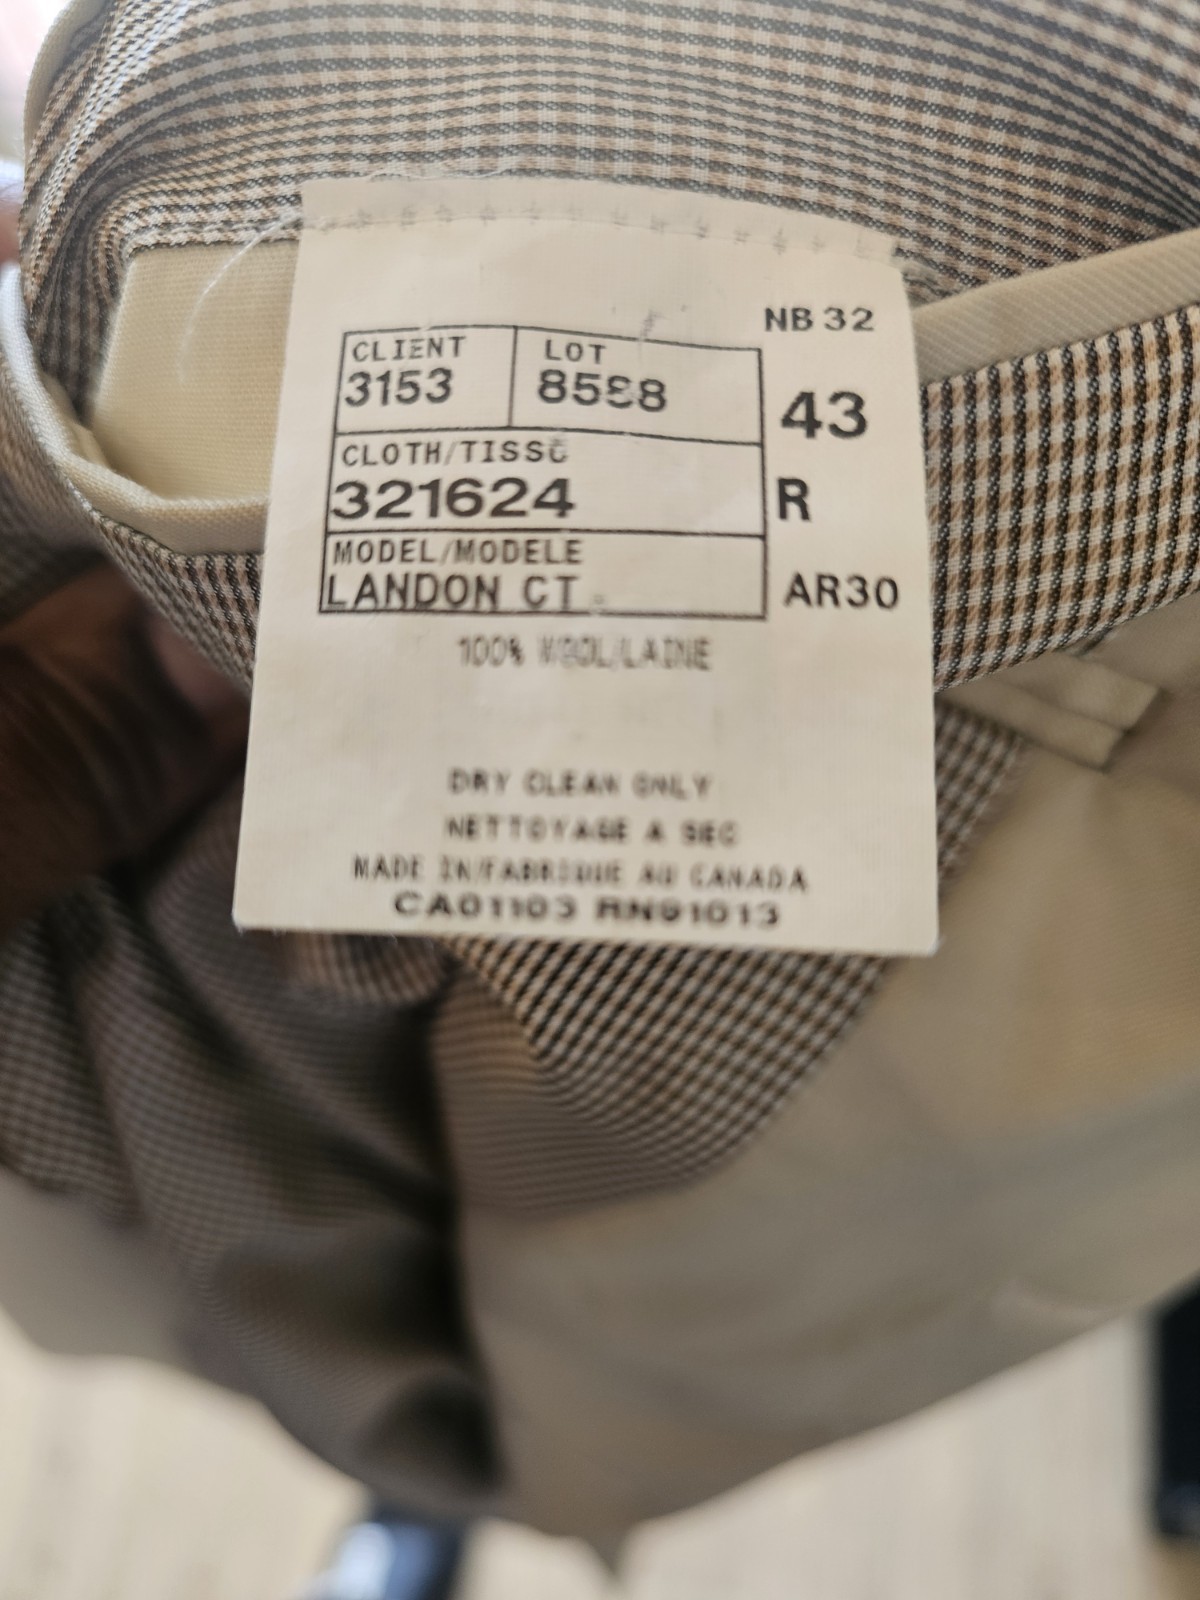 NB 32
CLIENT LOT
3153 8588 43
CLOTH/TISSU
321624 R
MODEL/MODELE
LANDON CT AR30
100% WOOL/LAINE
DRY CLEAN ONLY
NETTOYAGE A SEC
MADE IN/FABRIQUE AU CANADA
CA01103 RN91013